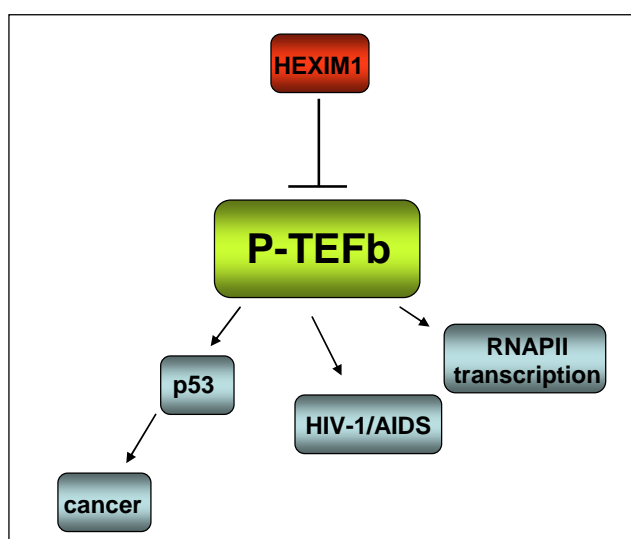 HEXIM1
P-TEFb
RNAPII
transcription
p53
HIV-1/AIDS
cancer